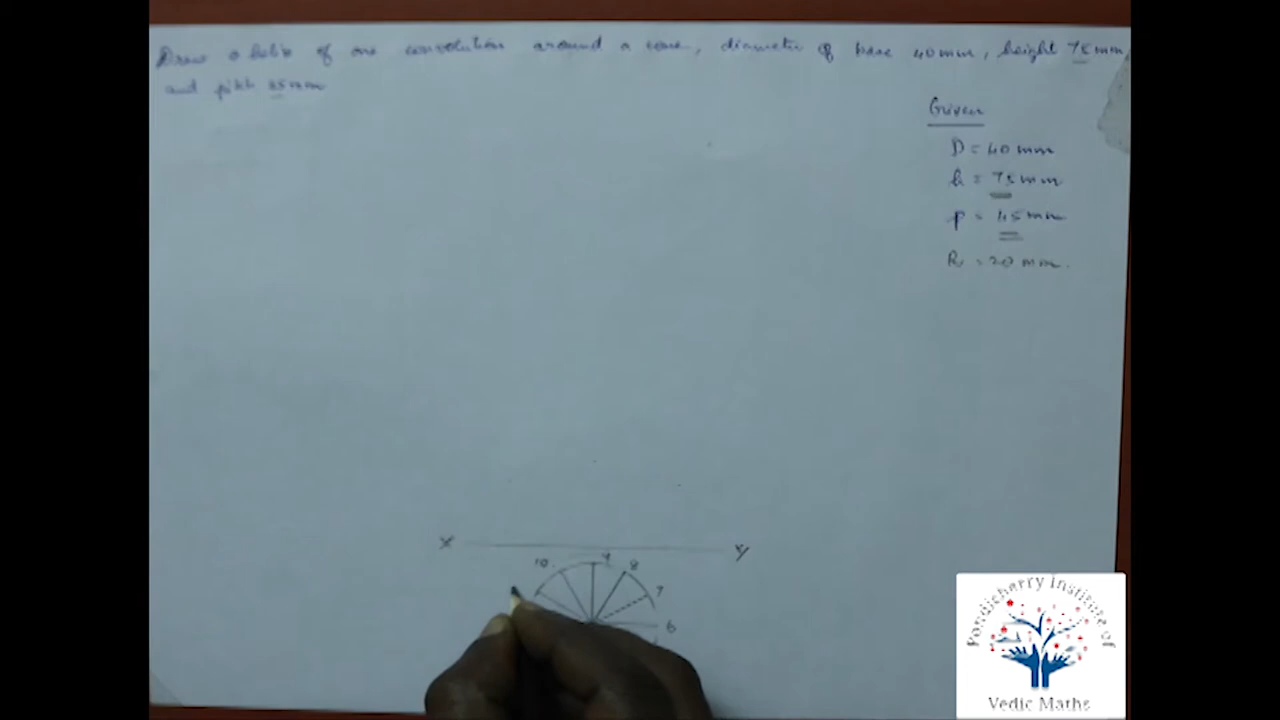 Draw a helix of one convolution around a cone, diameter of base 40mm, height 75mm,
and pitch 45mm
Given
D = 40 mm
h = 75 mm
p = 45 mm
R = 20 mm.
X
Y
10
9
8
7
6
Pondicherry Institute of
Vedic Maths